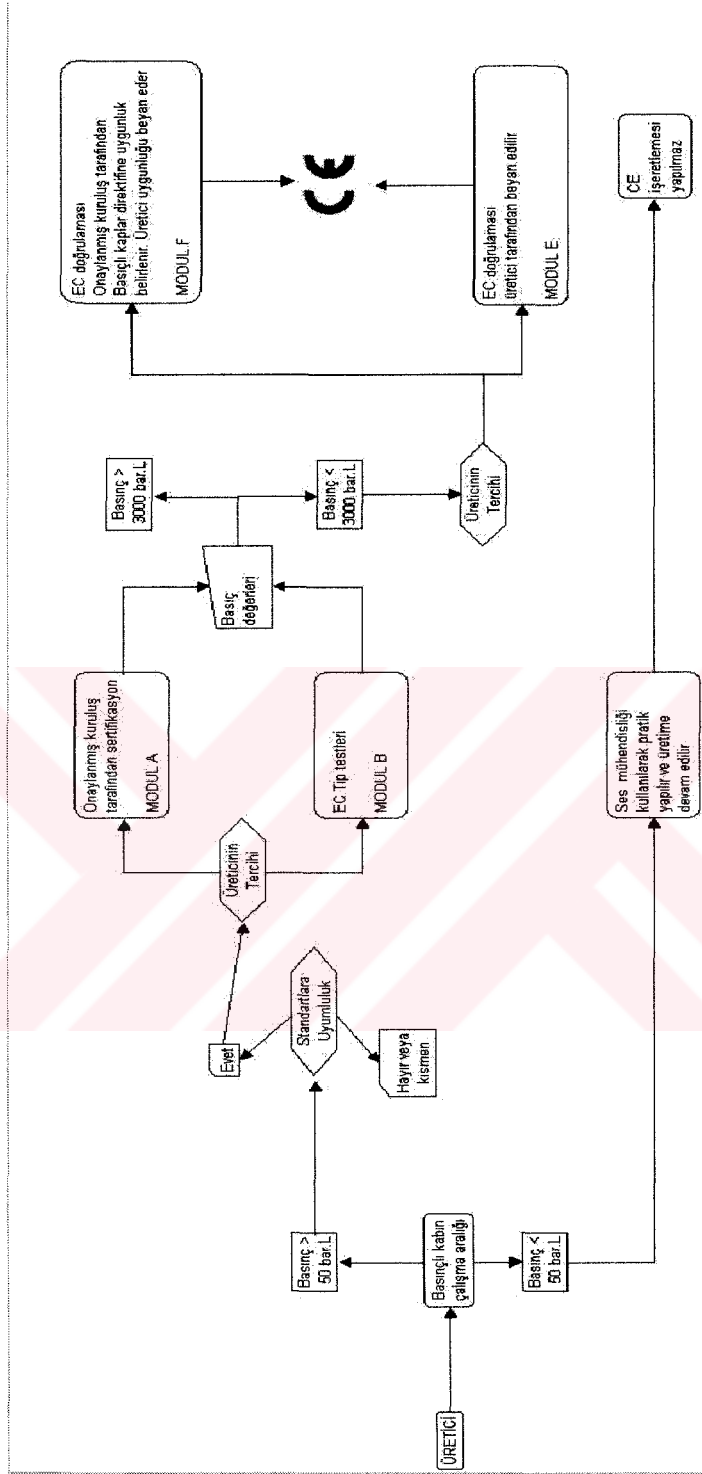 ÜRETİCİ
Basınçlı kabın
çalışma aralığı
Basınç >
50 bar.L
Basınç <
50 bar.L
Standartlara
Uyumluluk
Evet
Hayır veya
kısmen
Üreticinin
Tercihi
Onaylanmış kuruluş
tarafından sertifikasyon
MODUL A
EC Tip testleri
MODUL B
Basıç
değerleri
Basınç >
3000 bar.L
Basınç <
3000 bar.L
Üreticinin
Tercihi
EC doğrulaması
Onaylanmış kuruluş tarafından
Basıçlı kaplar direktifine uygunluk
belirlenir. Üretici uygunluğu beyan eder
MODUL F
CE
EC doğrulaması
üretici tarafından beyan edilir
MODUL E:
Ses mühendisliği
kullanılarak pratik
yapılır ve üretime
devam edilir
CE
işeretlemesi
yapılmaz